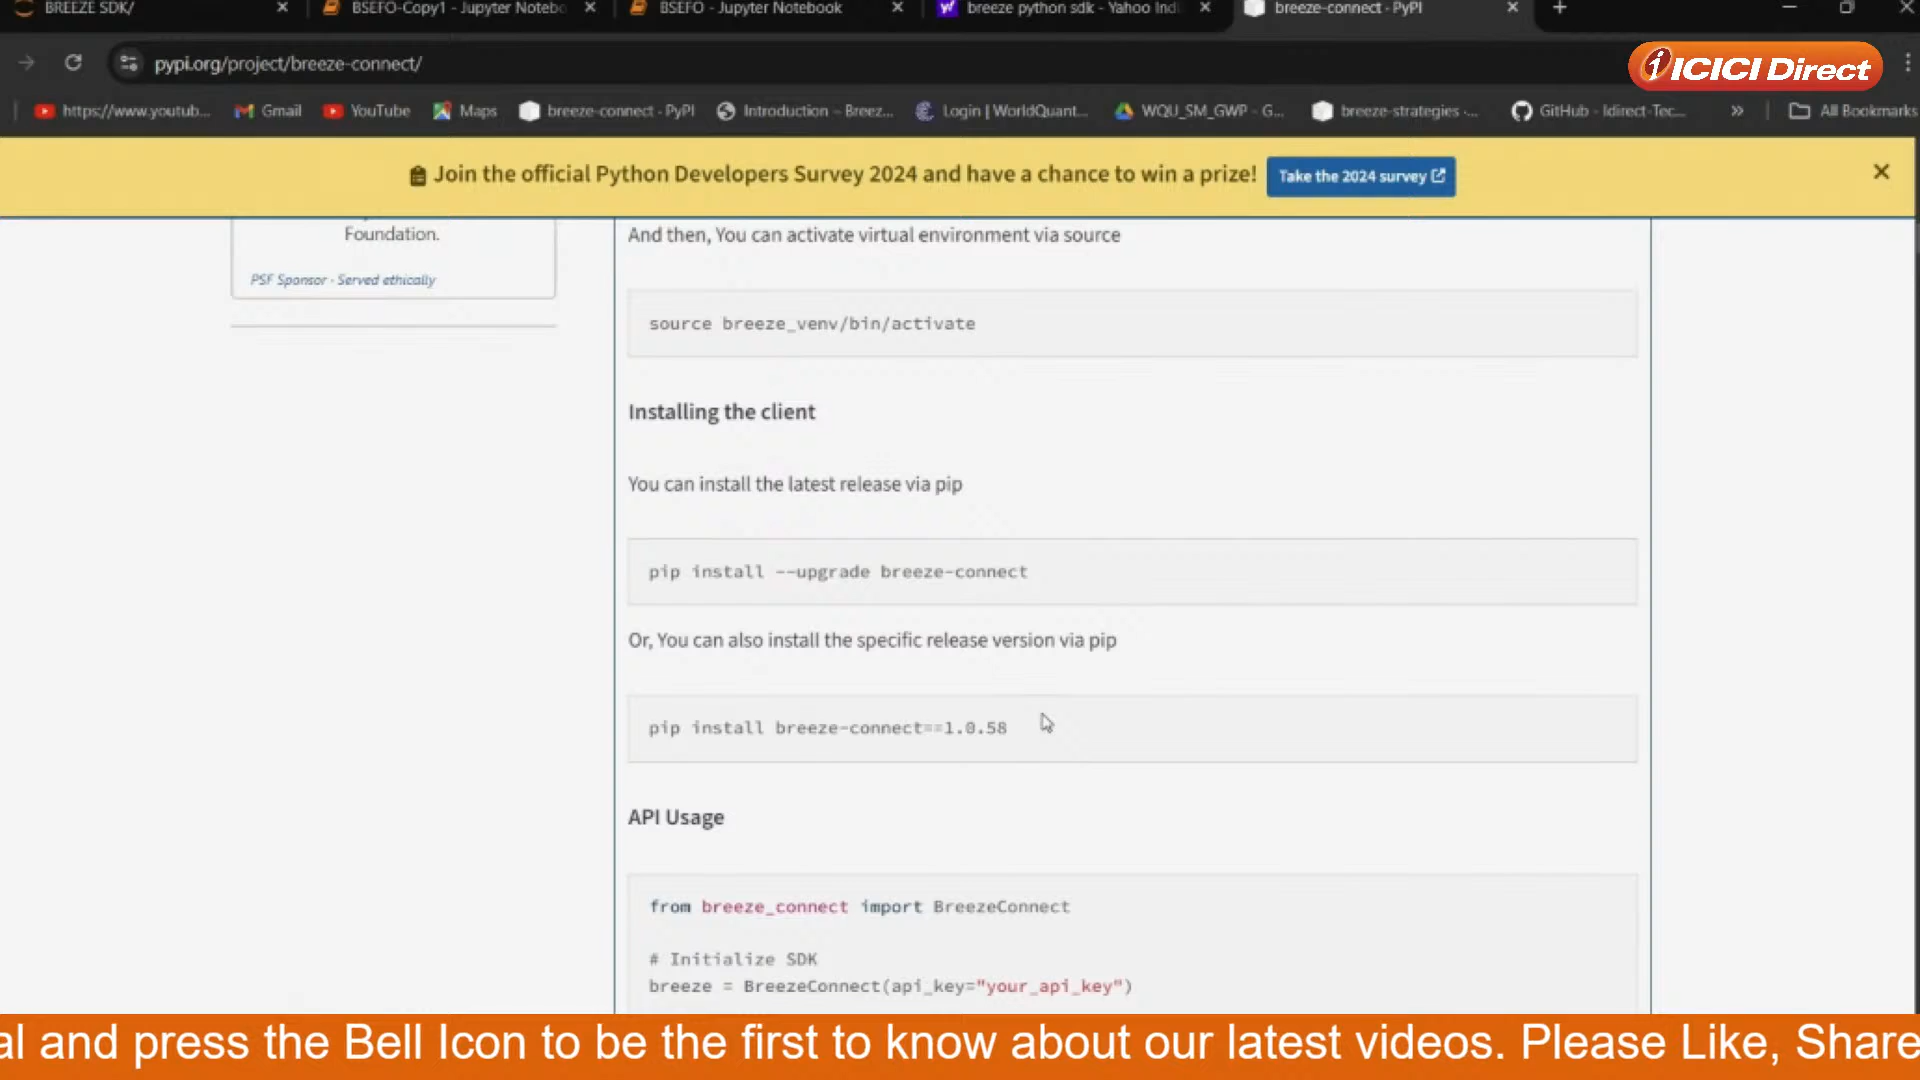 BREEZE SDK/
BSEFO-Copy1 - Jupyter Notebo
BSEFO - Jupyter Notebook
breeze python sdk - Yahoo Indi
breeze-connect · PyPI
pypi.org/project/breeze-connect/
ICICI Direct
https://www.youtub...
Gmail
YouTube
Maps
breeze-connect · PyPI
Introduction – Breez...
Login | WorldQuant...
WQU_SM_GWP - G...
breeze-strategies ·...
GitHub - Idirect-Tec...
All Bookmarks
Join the official Python Developers Survey 2024 and have a chance to win a prize!
Take the 2024 survey
Foundation.
PSF Sponsor · Served ethically
And then, You can activate virtual environment via source
source breeze_venv/bin/activate
Installing the client
You can install the latest release via pip
pip install --upgrade breeze-connect
Or, You can also install the specific release version via pip
pip install breeze-connect==1.0.58
API Usage
from breeze_connect import BreezeConnect
# Initialize SDK
breeze = BreezeConnect(api_key="your_api_key")
al and press the Bell Icon to be the first to know about our latest videos. Please Like, Share